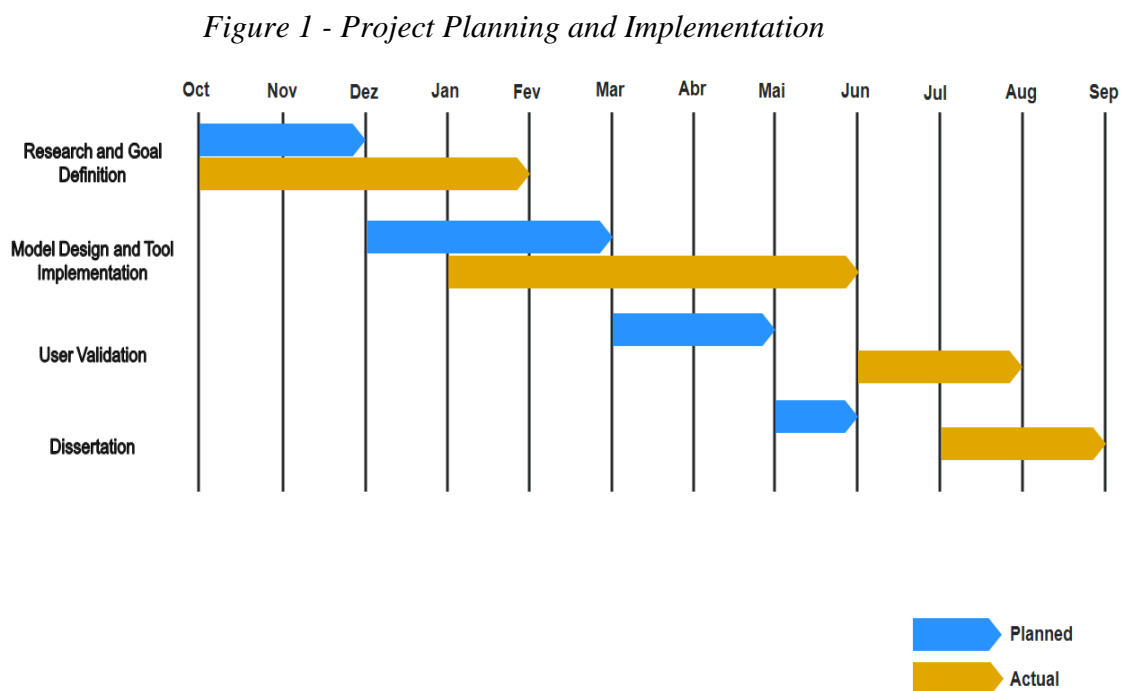 Figure 1 - Project Planning and Implementation
Oct Nov Dez Jan Fev Mar Abr Mai Jun Jul Aug Sep
Research and Goal
Definition
Model Design and Tool
Implementation
User Validation
Dissertation
Planned
Actual